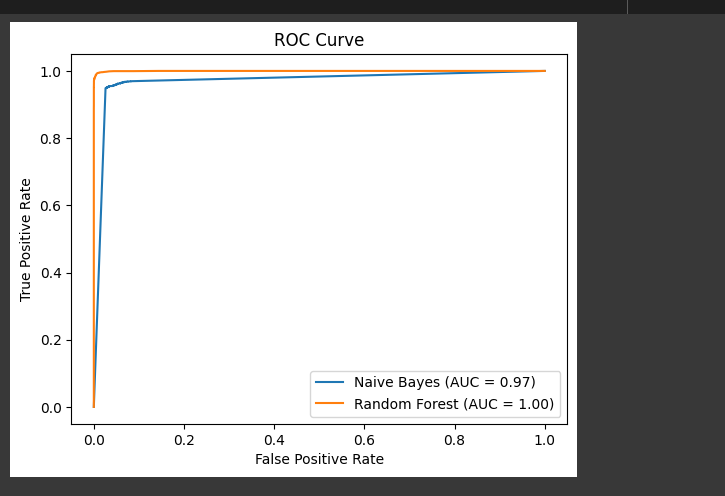 ROC Curve
1.0
0.8
0.6
0.4
0.2
0.0
True Positive Rate
Naive Bayes (AUC = 0.97)
Random Forest (AUC = 1.00)
0.0 0.2 0.4 0.6 0.8 1.0
False Positive Rate